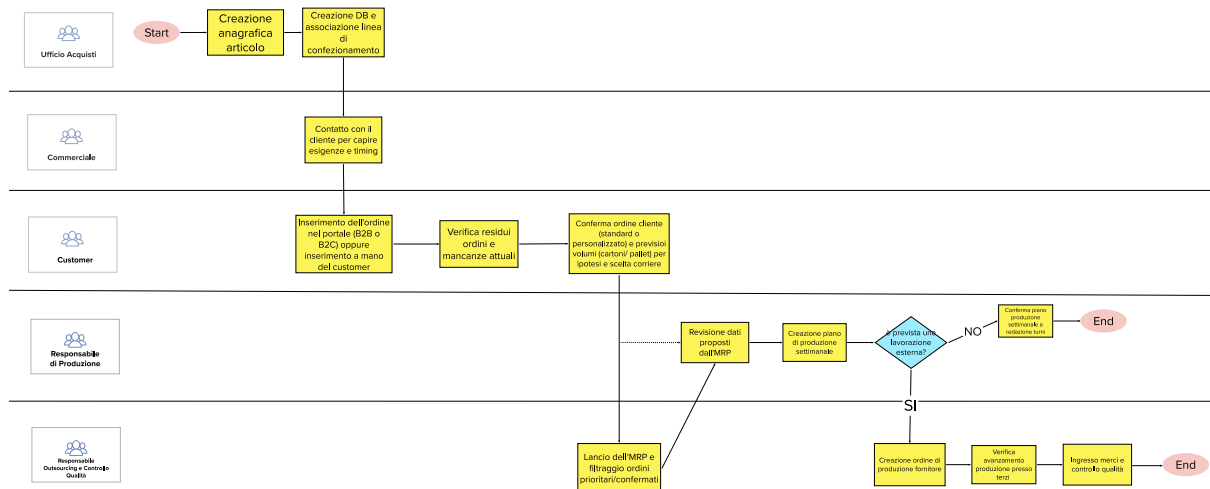 Ufficio Acquisti
Start
Creazione
anagrafica
articolo
Creazione DB e
associazione linea
di
confezionamento
Commerciale
Contatto con il
cliente per capire
esigenze e timing
Customer
Inserimento dell'ordine
nel portale (B2B o
B2C) oppure
inserimento a mano
del customer
Verifica residui
ordini e
mancanze attuali
Conferma ordine cliente
(standard o
personalizzato) e previsioi
volumi (cartoni/ pallet) per
ipotesi e scelta corriere
Responsabile
di Produzione
Revisione dati
proposti
dall'MRP
Creazione piano
di produzione
settimanale
è prevista una
lavorazione
esterna?
NO
Conferma piano
produzione
settimanale e
redazione turni
End
SI
Responsabile
Outsourcing e Controllo
Qualità
Lancio dell'MRP e
filtraggio ordini
prioritari/confermati
Creazione ordine di
produzione fornitore
Verifica
avanzamento
produzione presso
terzi
Ingresso merci e
controllo qualità
End